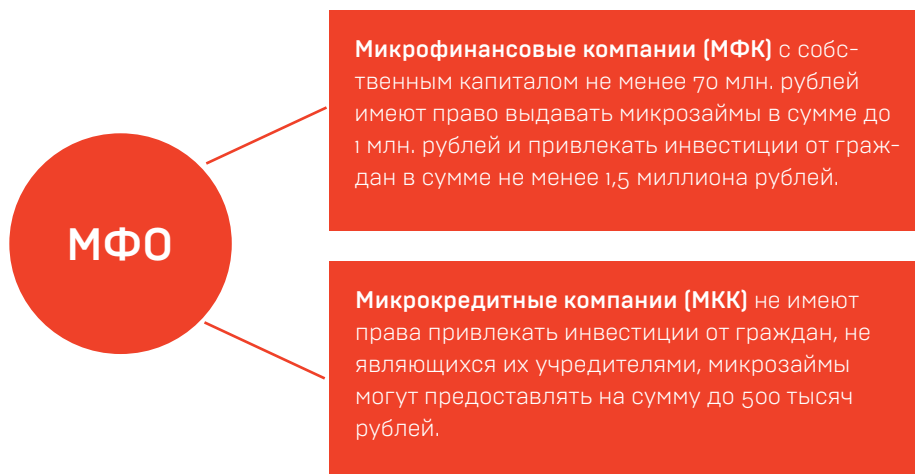 МФО
Микрофинансовые компании (МФК) с собс-
твенным капиталом не менее 70 млн. рублей
имеют право выдавать микрозаймы в сумме до
1 млн. рублей и привлекать инвестиции от граж-
дан в сумме не менее 1,5 миллиона рублей.
Микрокредитные компании (МКК) не имеют
права привлекать инвестиции от граждан, не
являющихся их учредителями, микрозаймы
могут предоставлять на сумму до 500 тысяч
рублей.